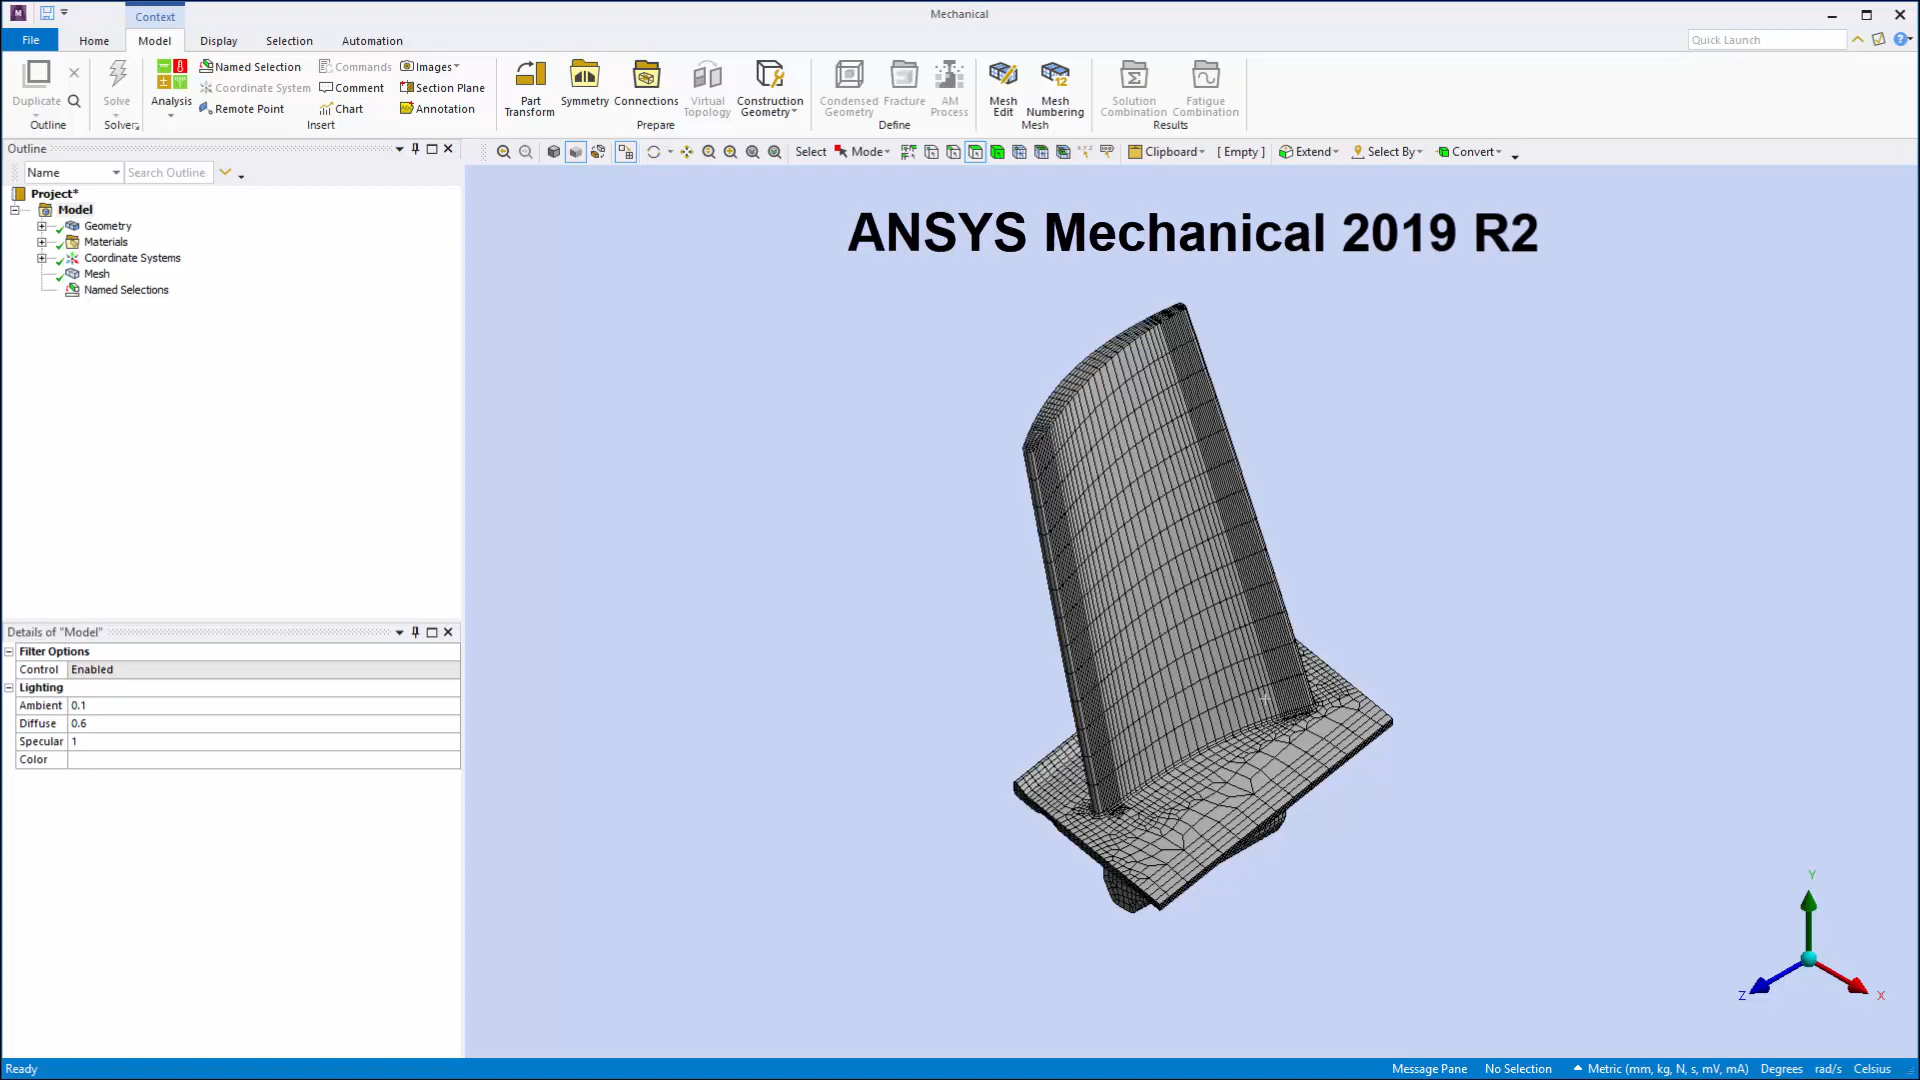 M
Context
Mechanical
File
Home
Model
Display
Selection
Automation
Quick Launch
Duplicate
Outline
Solve
Solver
Analysis
Named Selection
Coordinate System
Remote Point
Commands
Comment
Chart
Images
Section Plane
Annotation
Insert
Part Transform
Symmetry
Connections
Virtual Topology
Construction Geometry
Prepare
Condensed Geometry
Fracture
AM Process
Define
Mesh Edit
Mesh Numbering
Mesh
Solution Combination
Fatigue Combination
Results
Outline
Select
Mode
Clipboard
[ Empty ]
Extend
Select By
Convert
Name
Search Outline
Project*
Model
Geometry
Materials
Coordinate Systems
Mesh
Named Selections
ANSYS Mechanical 2019 R2
Details of "Model"
Filter Options
Control Enabled
Lighting
Ambient 0.1
Diffuse 0.6
Specular 1
Color
Y
Z
X
Ready
Message Pane
No Selection
Metric (mm, kg, N, s, mV, mA)
Degrees
rad/s
Celsius